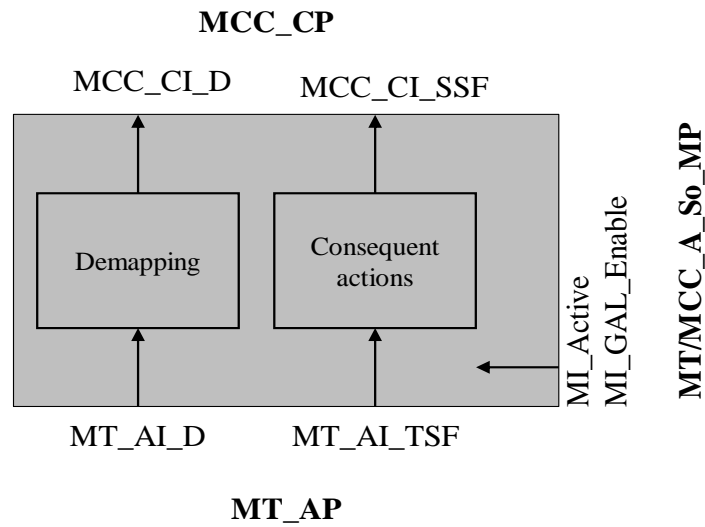 MCC_CP
MCC_CI_D
MCC_CI_SSF
Demapping
Consequent
actions
MI_Active
MI_GAL_Enable
MT/MCC_A_So_MP
MT_AI_D
MT_AI_TSF
MT_AP